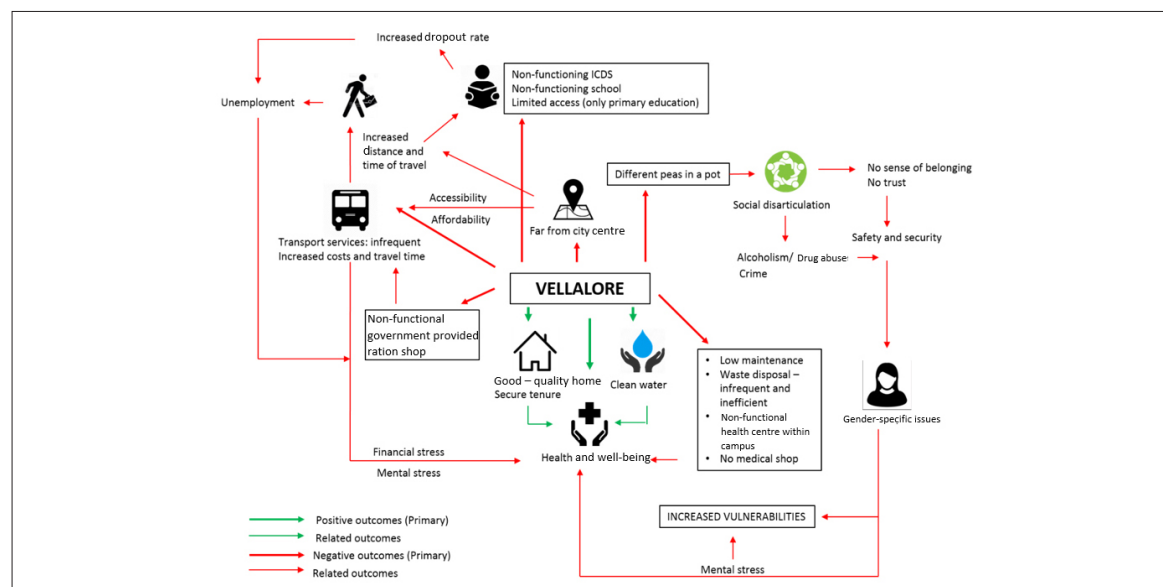 Increased dropout rate
Non-functioning ICDS
Non-functioning school
Limited access (only primary education)
Unemployment
Increased
distance and
time of travel
Different peas in a pot
No sense of belonging
No trust
Accessibility
Affordability
Social disarticulation
Far from city centre
Safety and security
Transport services: infrequent
Increased costs and travel time
Alcoholism/ Drug abuse
Crime
VELLALORE
Non-functional
government provided
ration shop
Good – quality home
Secure tenure
Clean water
• Low maintenance
• Waste disposal –
infrequent and
inefficient
• Non-functional
health centre within
campus
• No medical shop
Gender-specific issues
Financial stress
Mental stress
Health and well-being
INCREASED VULNERABILITIES
Mental stress
Positive outcomes (Primary)
Related outcomes
Negative outcomes (Primary)
Related outcomes